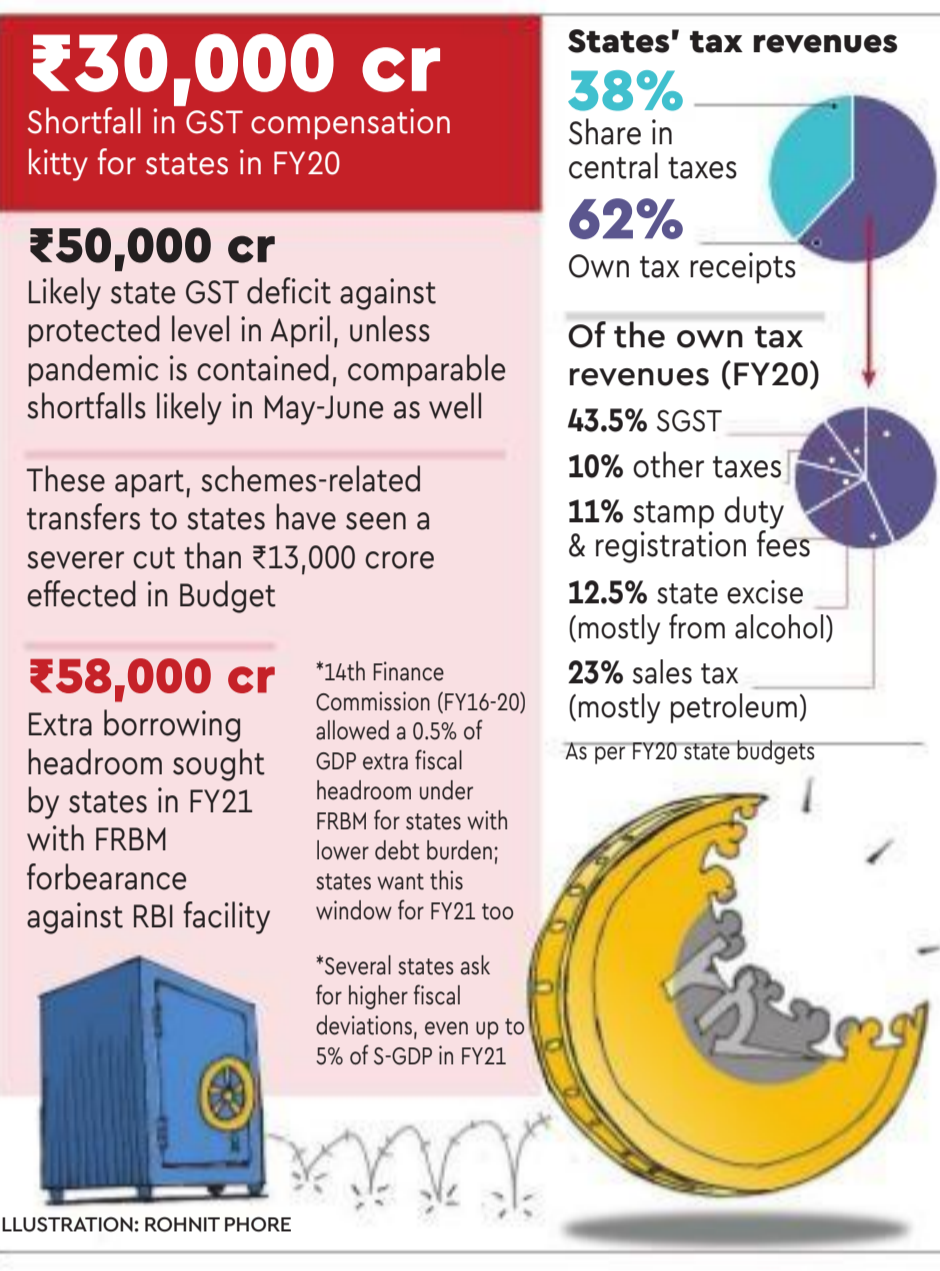 ₹30,000 cr
Shortfall in GST compensation
kitty for states in FY20
₹50,000 cr
Likely state GST deficit against
protected level in April, unless
pandemic is contained, comparable
shortfalls likely in May-June as well
These apart, schemes-related
transfers to states have seen a
severer cut than ₹13,000 crore
effected in Budget
₹58,000 cr
Extra borrowing
headroom sought
by states in FY21
with FRBM
forbearance
against RBI facility
*14th Finance
Commission (FY16-20)
allowed a 0.5% of
GDP extra fiscal
headroom under
FRBM for states with
lower debt burden;
states want this
window for FY21 too
*Several states ask
for higher fiscal
deviations, even up to
5% of S-GDP in FY21
LLUSTRATION: ROHNIT PHORE
States' tax revenues
38%
Share in
central taxes
62%
Own tax receipts
Of the own tax
revenues (FY20)
43.5% SGST
10% other taxes
11% stamp duty
& registration fees
12.5% state excise
(mostly from alcohol)
23% sales tax
(mostly petroleum)
As per FY20 state budgets